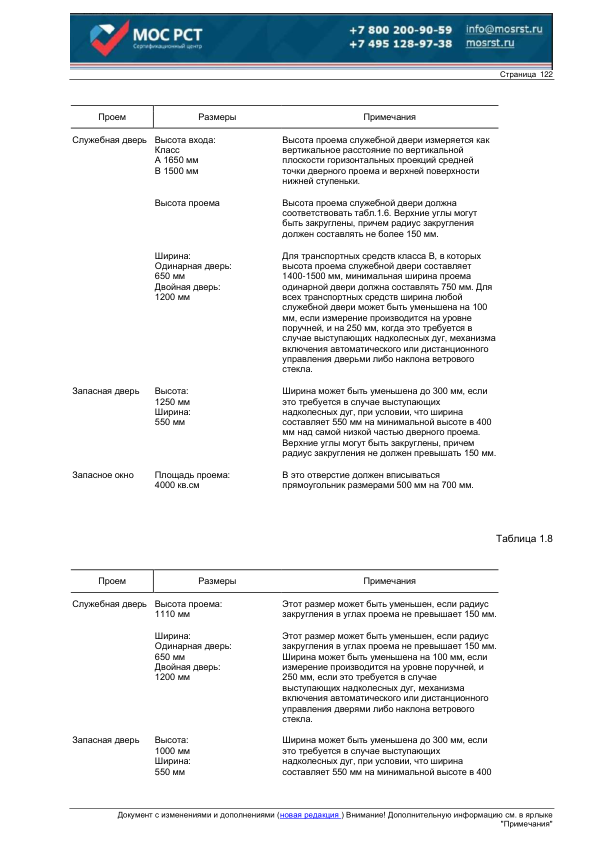 МОС РСТ
Сертификационный центр
+7 800 200-90-59 info@mosrst.ru
+7 495 128-97-38 mosrst.ru
Страница 122
Проем Размеры Примечания
Служебная дверь Высота входа: Высота проема служебной двери измеряется как
Класс вертикальное расстояние по вертикальной
А 1650 мм плоскости горизонтальных проекций средней
В 1500 мм точки дверного проема и верхней поверхности
нижней ступеньки.
Высота проема Высота проема служебной двери должна
соответствовать табл.1.6. Верхние углы могут
быть закруглены, причем радиус закругления
должен составлять не более 150 мм.
Ширина: Для транспортных средств класса В, в которых
Одинарная дверь: высота проема служебной двери составляет
650 мм 1400-1500 мм, минимальная ширина проема
Двойная дверь: одинарной двери должна составлять 750 мм. Для
1200 мм всех транспортных средств ширина любой
служебной двери может быть уменьшена на 100
мм, если измерение производится на уровне
поручней, и на 250 мм, когда это требуется в
случае выступающих надколесных дуг, механизма
включения автоматического или дистанционного
управления дверьми либо наклона ветрового
стекла.
Запасная дверь Высота: Ширина может быть уменьшена до 300 мм, если
1250 мм это требуется в случае выступающих
Ширина: надколесных дуг, при условии, что ширина
550 мм составляет 550 мм на минимальной высоте в 400
мм над самой низкой частью дверного проема.
Верхние углы могут быть закруглены, причем
радиус закругления не должен превышать 150 мм.
Запасное окно Площадь проема: В это отверстие должен вписываться
4000 кв.см прямоугольник размерами 500 мм на 700 мм.
Таблица 1.8
Проем Размеры Примечания
Служебная дверь Высота проема: Этот размер может быть уменьшен, если радиус
1110 мм закругления в углах проема не превышает 150 мм.
Ширина: Этот размер может быть уменьшен, если радиус
Одинарная дверь: закругления в углах проема не превышает 150 мм.
650 мм Ширина может быть уменьшена на 100 мм, если
Двойная дверь: измерение производится на уровне поручней, и
1200 мм 250 мм, если это требуется в случае
выступающих надколесных дуг, механизма
включения автоматического или дистанционного
управления дверями либо наклона ветрового
стекла.
Запасная дверь Высота: Ширина может быть уменьшена до 300 мм, если
1000 мм это требуется в случае выступающих
Ширина: надколесных дуг, при условии, что ширина
550 мм составляет 550 мм на минимальной высоте в 400
Документ с изменениями и дополнениями (новая редакция ) Внимание! Дополнительную информацию см. в ярлыке
"Примечания"